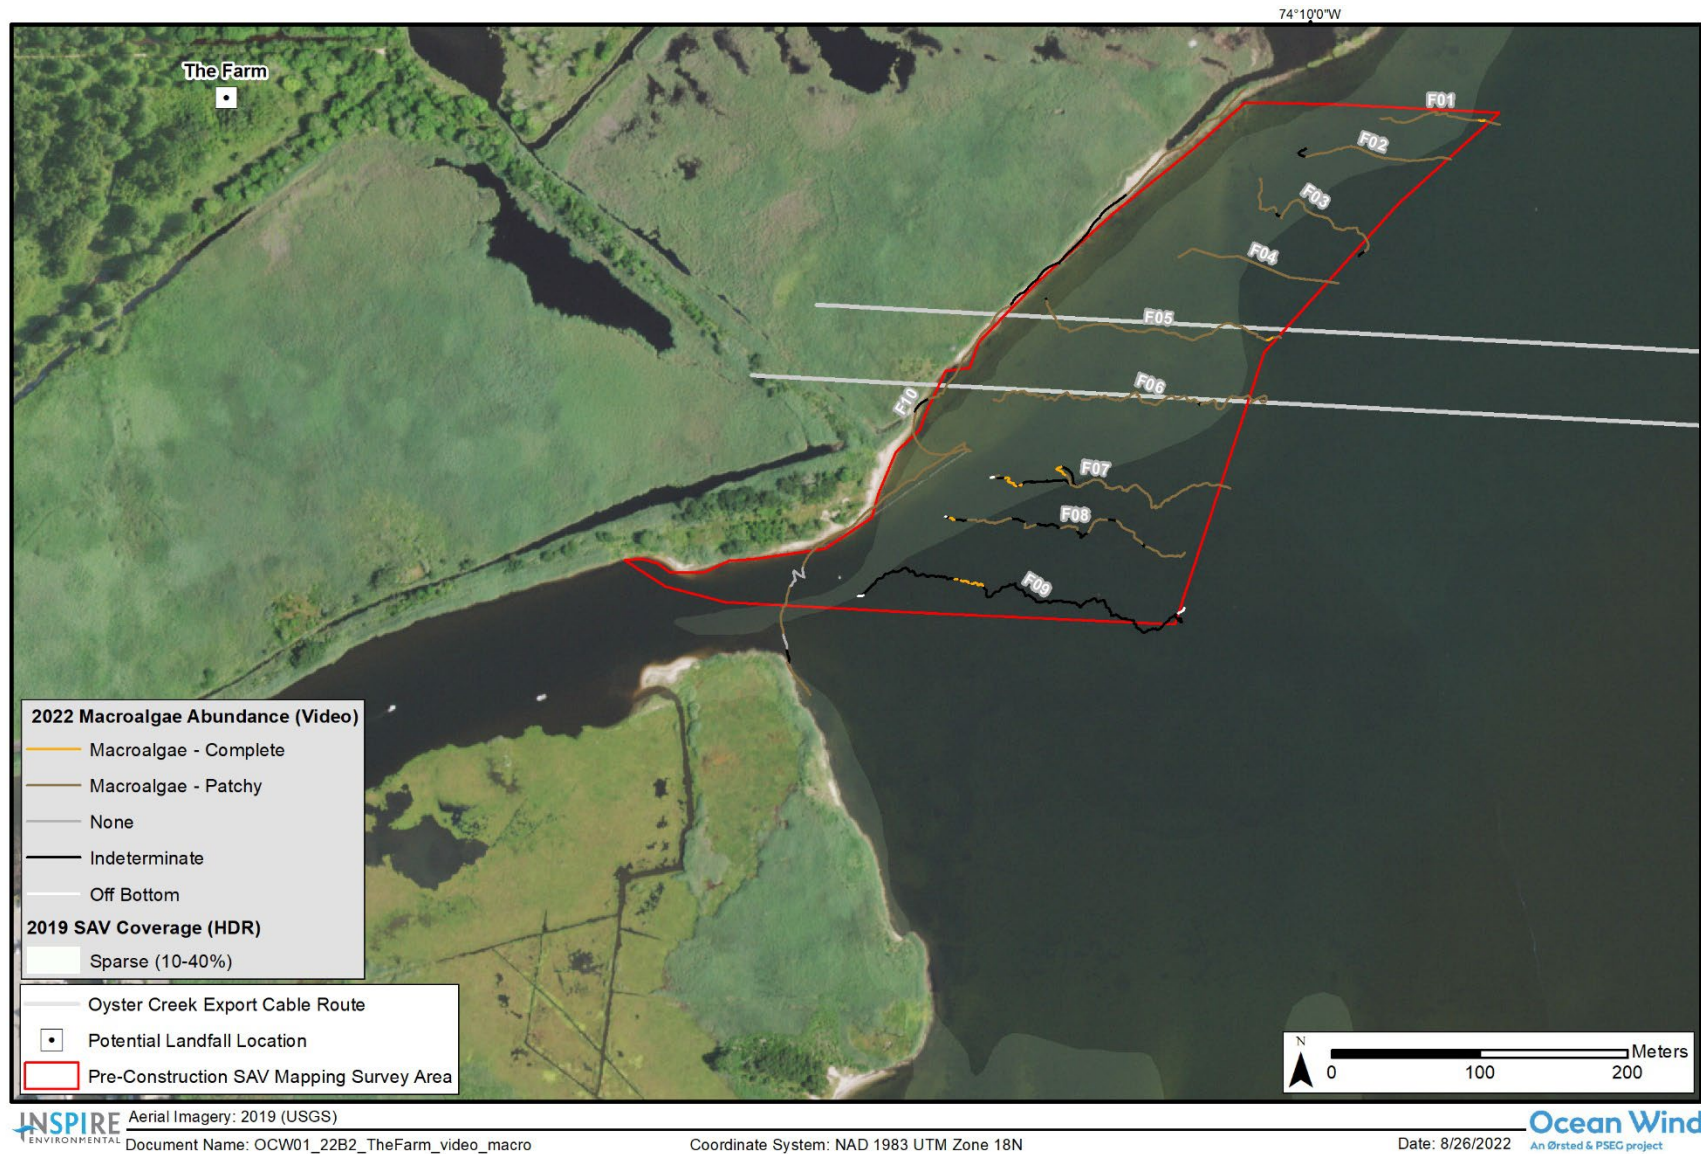 74°10'0"W
The Farm
F01
F02
F03
F04
F05
F06
F10
F07
F08
F09
2022 Macroalgae Abundance (Video)
Macroalgae - Complete
Macroalgae - Patchy
None
Indeterminate
Off Bottom
2019 SAV Coverage (HDR)
Sparse (10-40%)
Oyster Creek Export Cable Route
Potential Landfall Location
Pre-Construction SAV Mapping Survey Area
N
Meters
0 100 200
INSPIRE
ENVIRONMENTAL
Aerial Imagery: 2019 (USGS)
Document Name: OCW01_22B2_TheFarm_video_macro
Coordinate System: NAD 1983 UTM Zone 18N
Date: 8/26/2022
Ocean Wind
An Ørsted & PSEG project